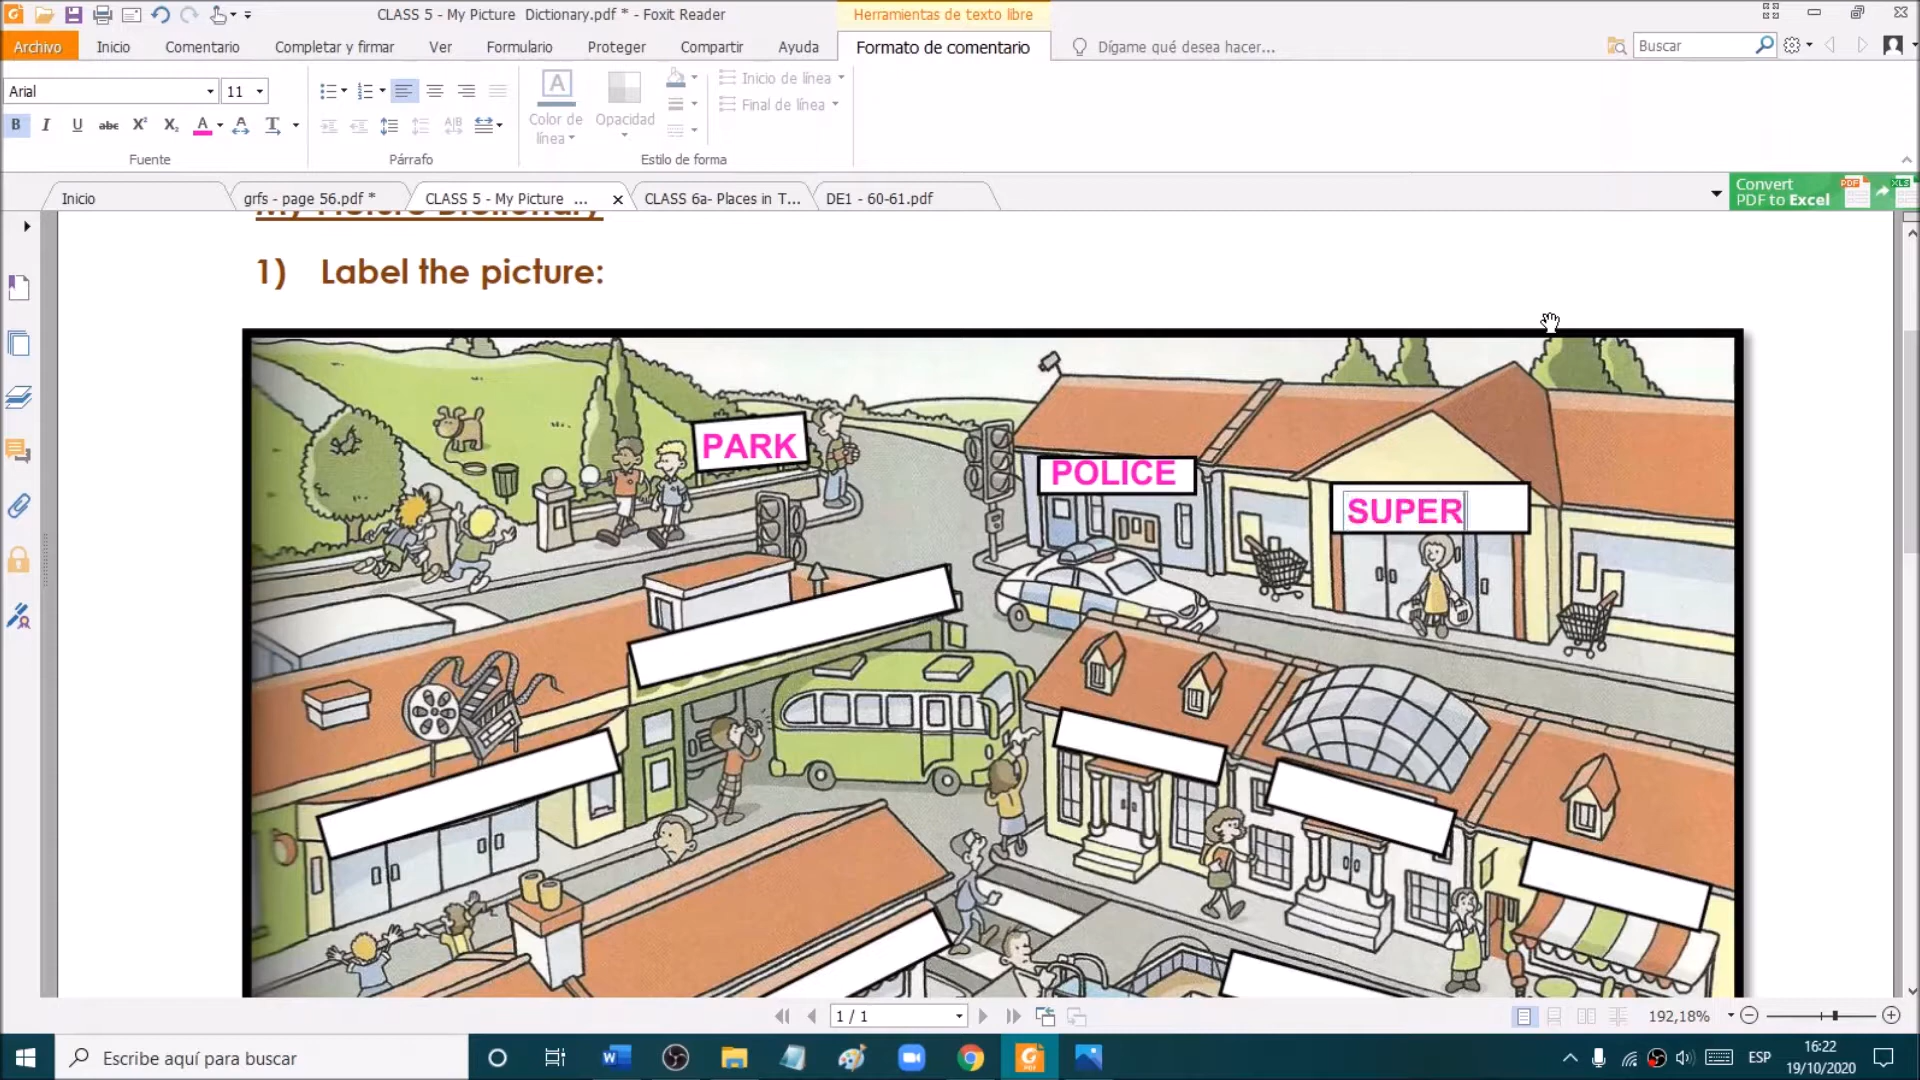 CLASS 5 - My Picture Dictionary.pdf * - Foxit Reader
Herramientas de texto libre
Archivo
Inicio
Comentario
Completar y firmar
Ver
Formulario
Proteger
Compartir
Ayuda
Formato de comentario
Dígame qué desea hacer...
Buscar
Arial
11
Color de línea
Opacidad
Inicio de línea
Final de línea
Fuente
Párrafo
Estilo de forma
Inicio
grfs - page 56.pdf *
CLASS 5 - My Picture ...
CLASS 6a- Places in T...
DE1 - 60-61.pdf
Convert
PDF to Excel
My Picture Dictionary
1) Label the picture:
PARK
POLICE
SUPER
1 / 1
192,18%
Escribe aquí para buscar
ESP
16:22
19/10/2020